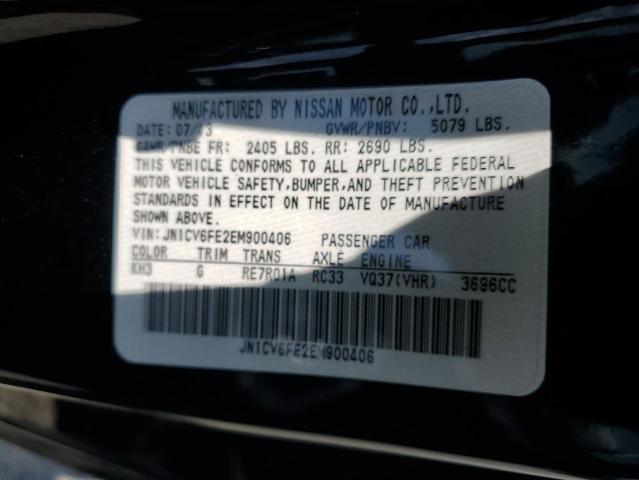 MANUFACTURED BY NISSAN MOTOR CO.,LTD.
DATE: 07/13 GVWR/PNBV: 5079 LBS.
GAWR/PNBE FR: 2405 LBS. RR: 2690 LBS.
THIS VEHICLE CONFORMS TO ALL APPLICABLE FEDERAL
MOTOR VEHICLE SAFETY,BUMPER,AND THEFT PREVENTION
STANDARDS IN EFFECT ON THE DATE OF MANUFACTURE
SHOWN ABOVE.
VIN: JN1CV6FE2EM900406 PASSENGER CAR
COLOR TRIM TRANS AXLE ENGINE
KH3 G RE7R01A RC33 VQ37(VHR) 3696CC
JN1CV6FE2EM900406